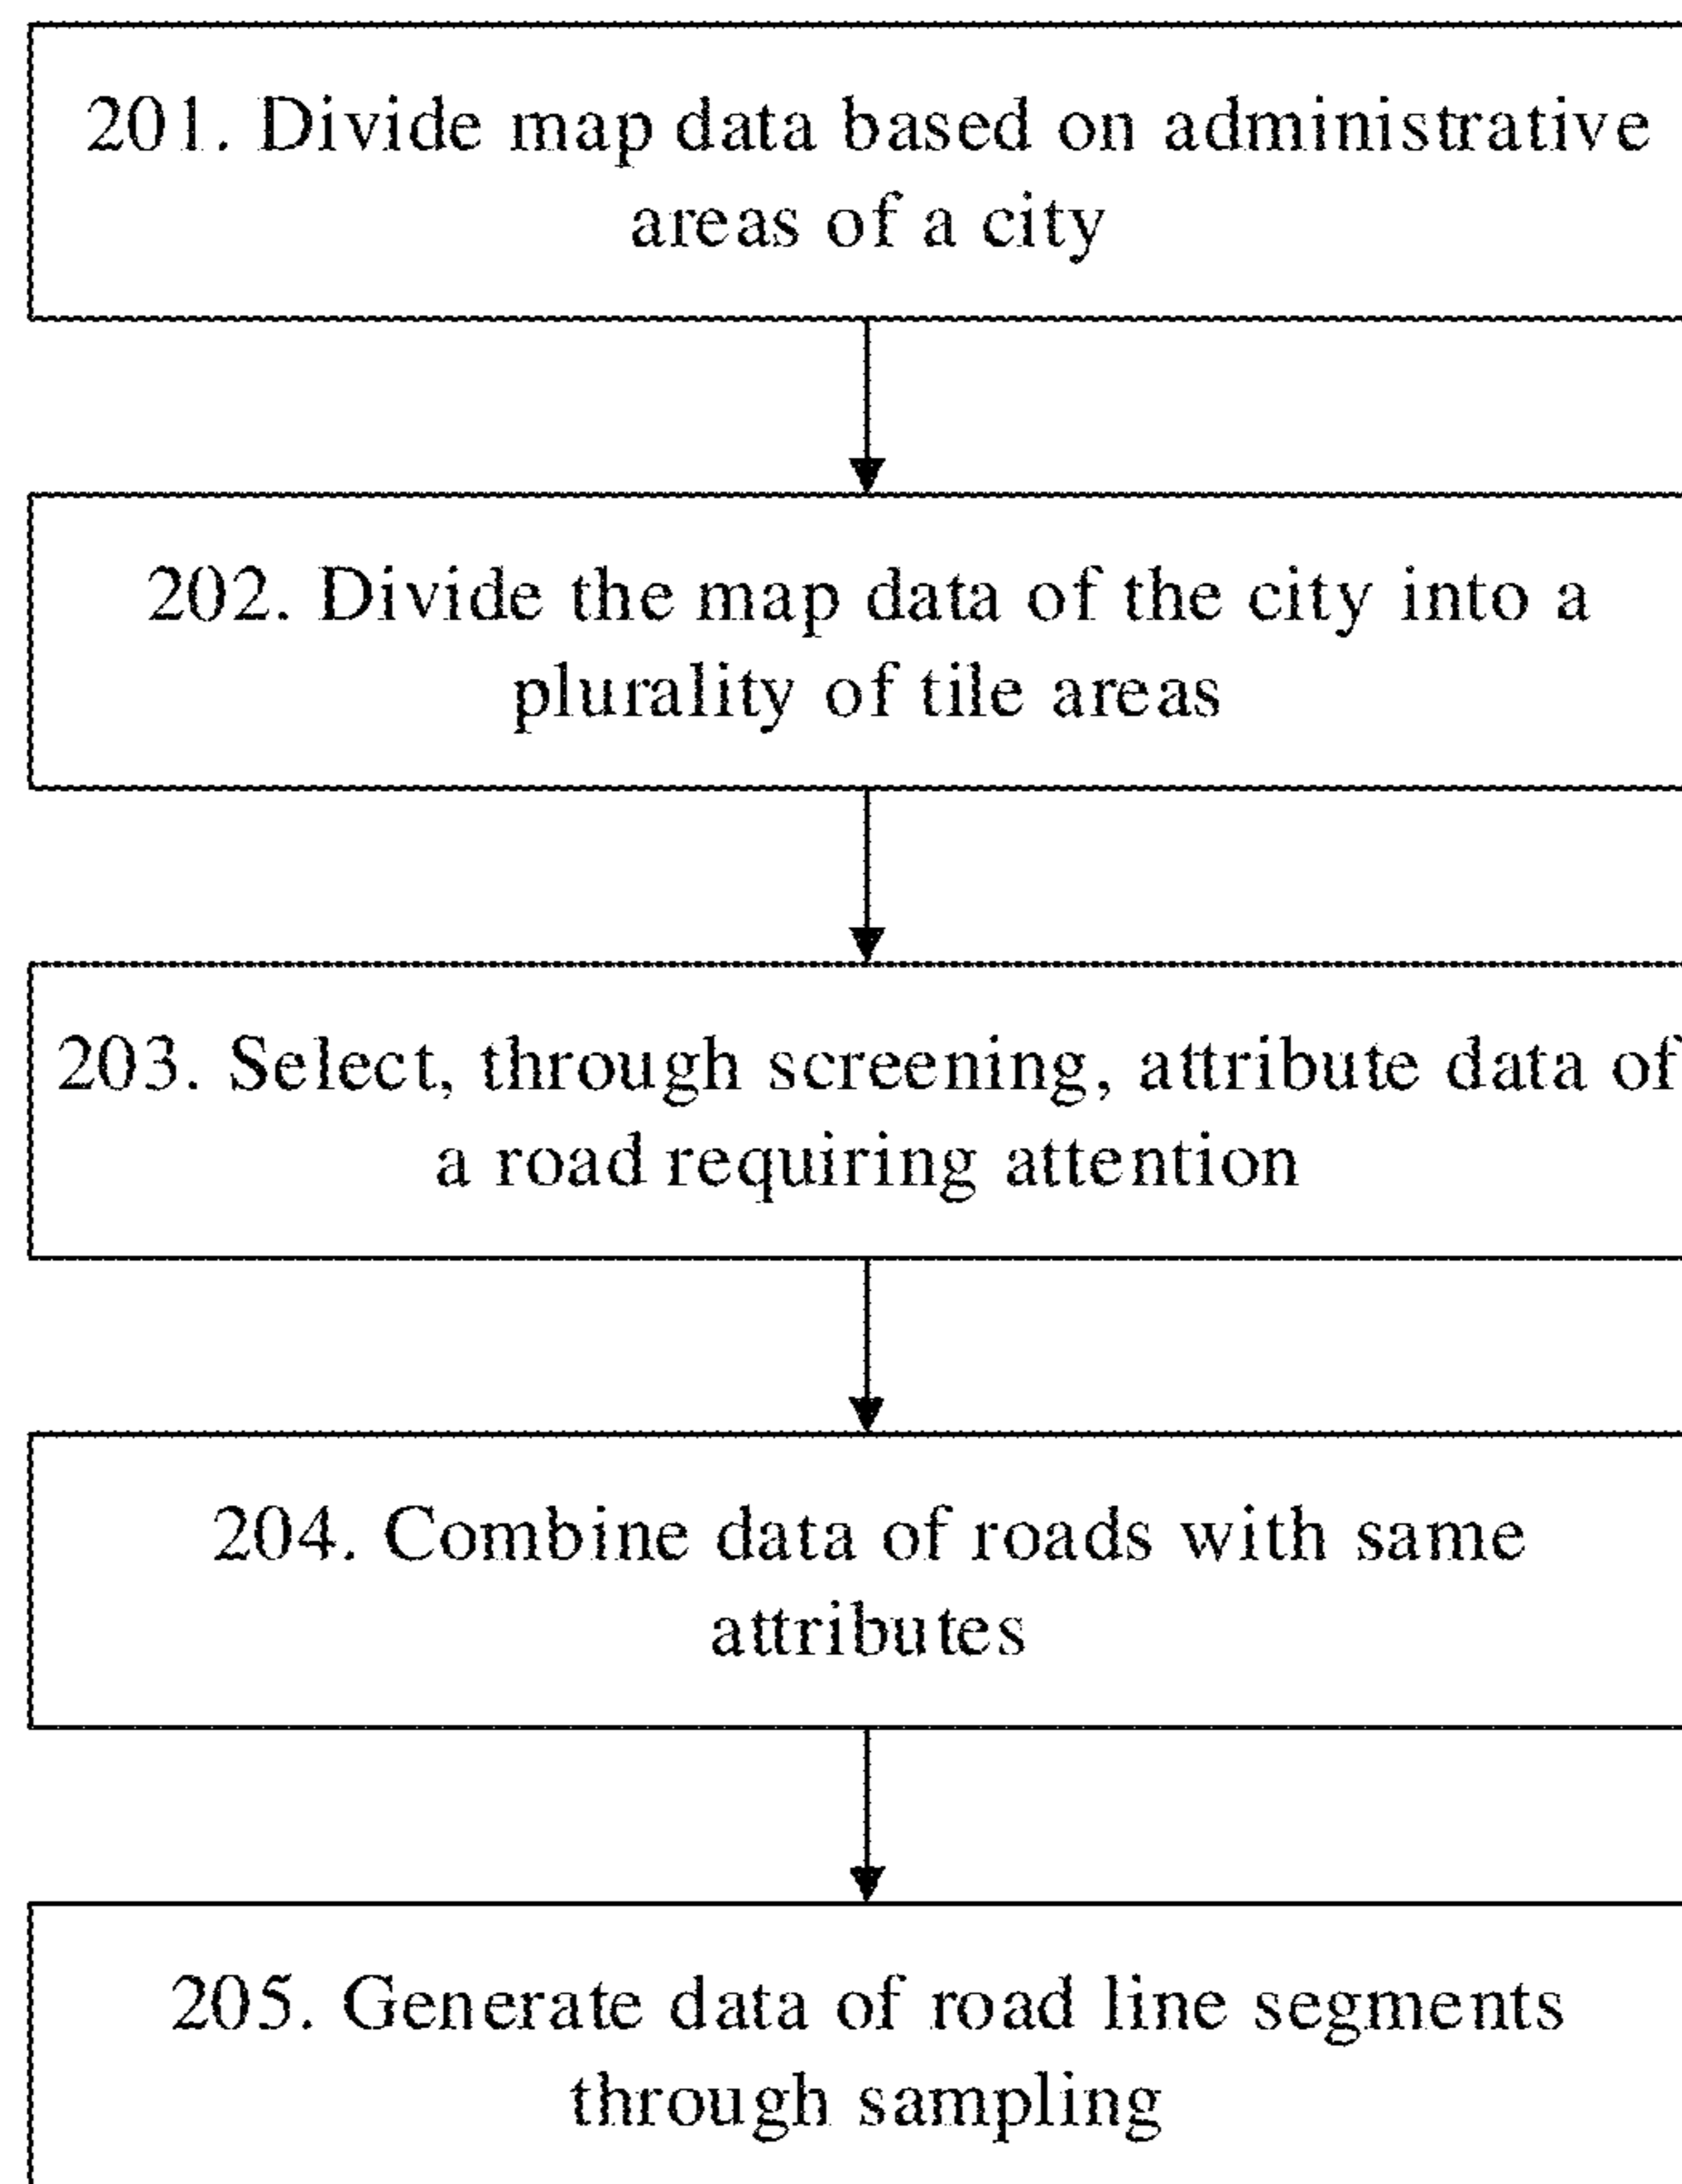 201. Divide map data based on administrative
areas of a city
202. Divide the map data of the city into a
plurality of tile areas
203. Select, through screening, attribute data of
a road requiring attention
204. Combine data of roads with same
attributes
205. Generate data of road line segments
through sampling